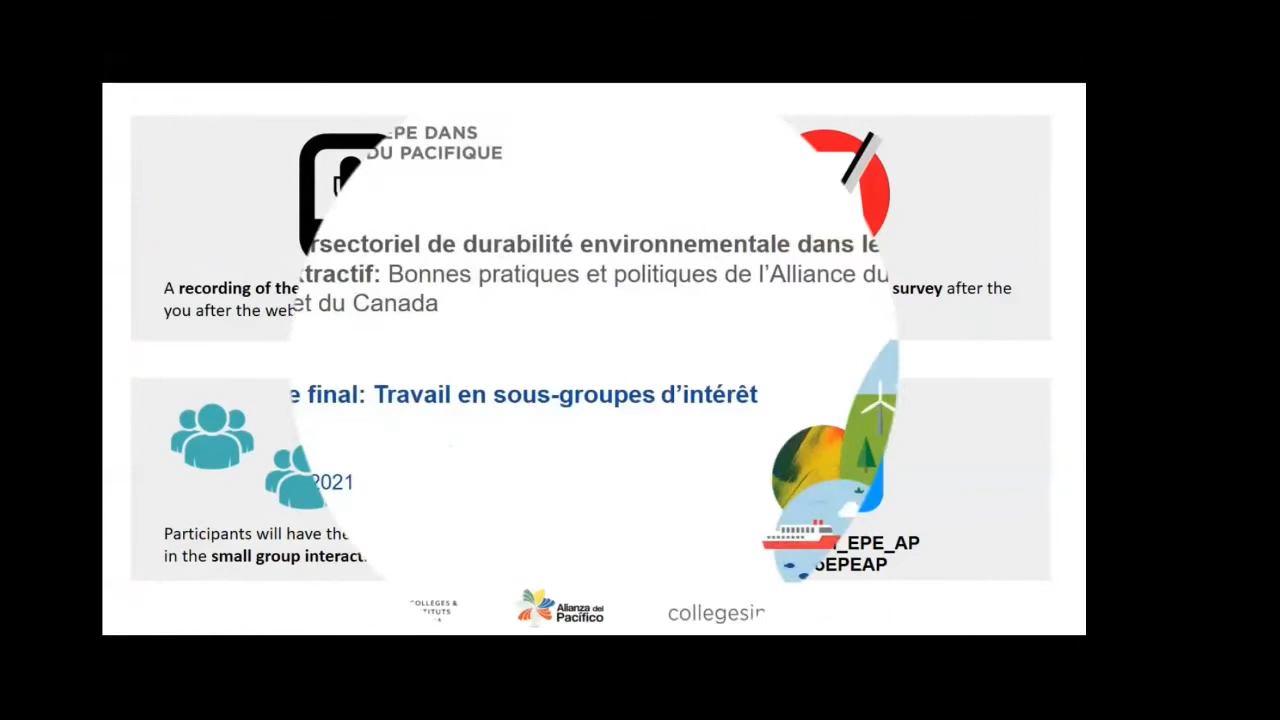 EPE DANS
DU PACIFIQUE
rsectoriel de durabilité environnementale dans le
tractif: Bonnes pratiques et politiques de l'Alliance du
et du Canada
A recording of the
you after the web
survey after the
e final: Travail en sous-groupes d'intérêt
2021
Participants will have the
in the small group interact
_EPE_AP
EPEAP
OLLEGES &
TITUTS
Alianza del
Pacífico
collegesin